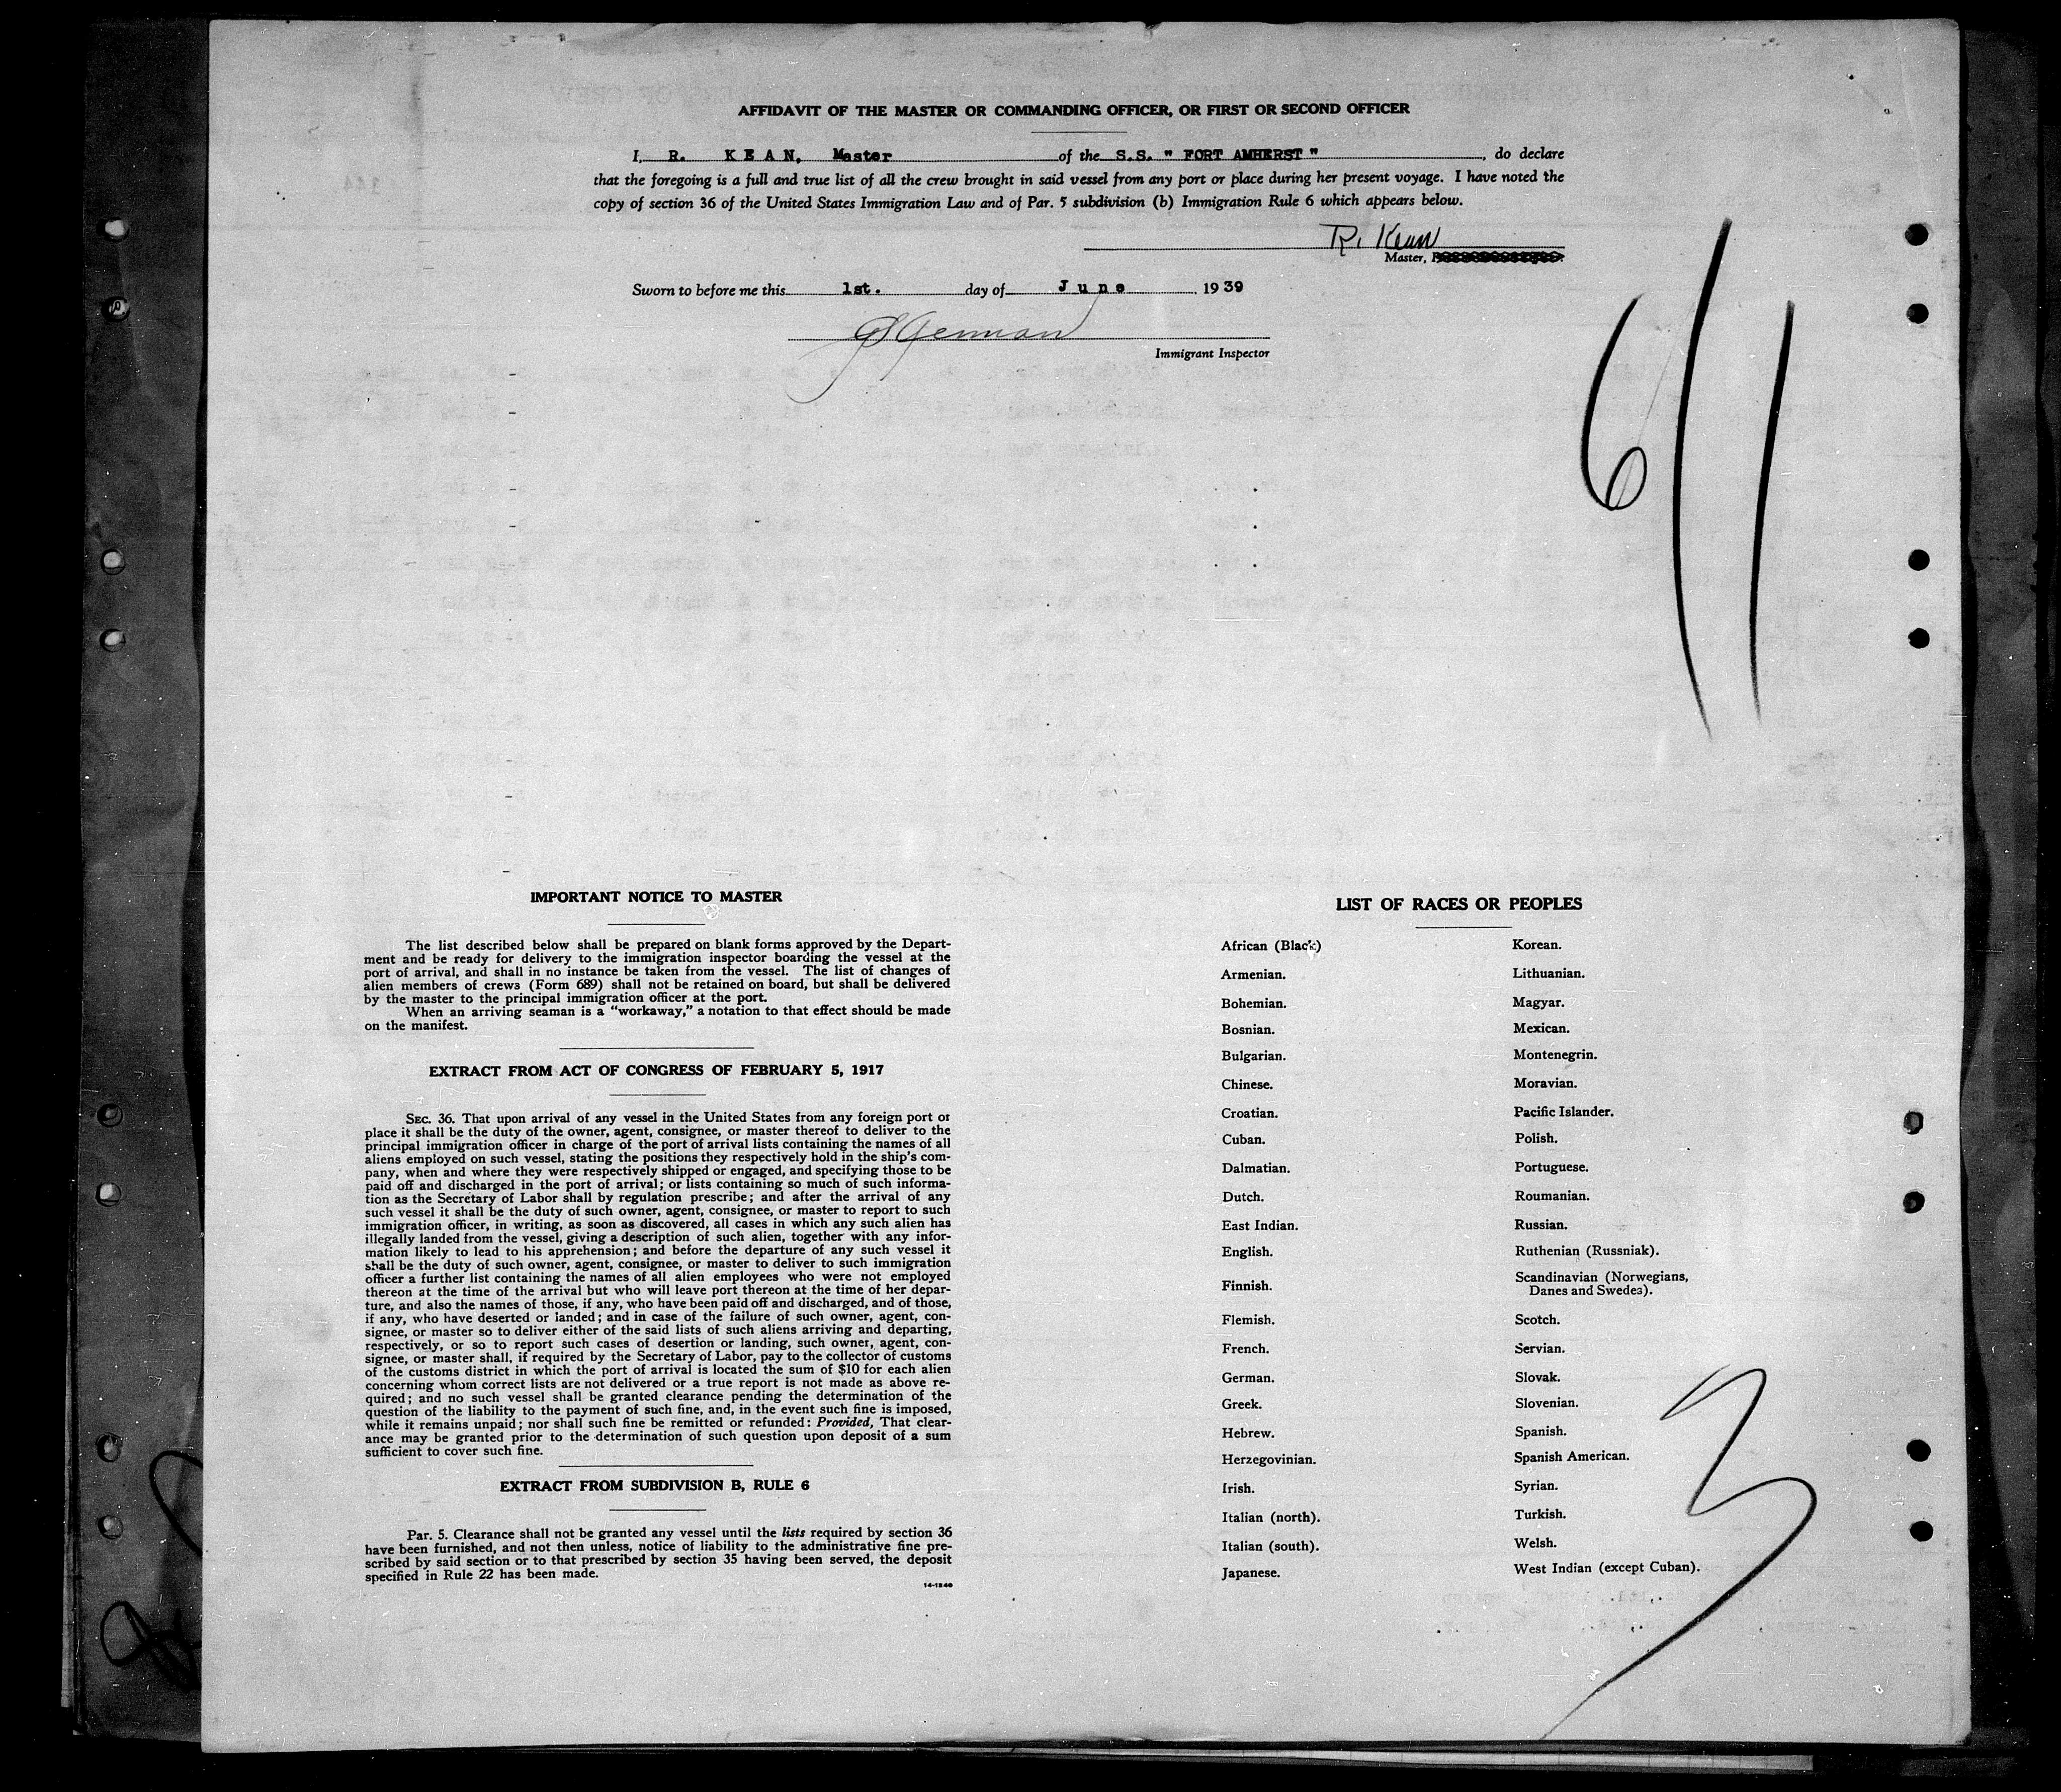 AFFIDAVIT OF THE MASTER OR COMMANDING OFFICER, OR FIRST OR SECOND OFFICER
I, R. KEAN, Master of the S.S. " FORT AMHERST ", do declare
that the foregoing is a full and true list of all the crew brought in said vessel from any port or place during her present voyage. I have noted the
copy of section 36 of the United States Immigration Law and of Par. 5 subdivision (b) Immigration Rule 6 which appears below.
R. Kean
Master,
Sworn to before me this 1st. day of June 1939
Immigrant Inspector
6/1
IMPORTANT NOTICE TO MASTER
The list described below shall be prepared on blank forms approved by the Depart-
ment and be ready for delivery to the immigration inspector boarding the vessel at the
port of arrival, and shall in no instance be taken from the vessel. The list of changes of
alien members of crews (Form 689) shall not be retained on board, but shall be delivered
by the master to the principal immigration officer at the port.
When an arriving seaman is a “workaway,” a notation to that effect should be made
on the manifest.
EXTRACT FROM ACT OF CONGRESS OF FEBRUARY 5, 1917
SEC. 36. That upon arrival of any vessel in the United States from any foreign port or
place it shall be the duty of the owner, agent, consignee, or master thereof to deliver to the
principal immigration officer in charge of the port of arrival lists containing the names of all
aliens employed on such vessel, stating the positions they respectively hold in the ship's com-
pany, when and where they were respectively shipped or engaged, and specifying those to be
paid off and discharged in the port of arrival; or lists containing so much of such informa-
tion as the Secretary of Labor shall by regulation prescribe; and after the arrival of any
such vessel it shall be the duty of such owner, agent, consignee, or master to report to such
immigration officer, in writing, as soon as discovered, all cases in which any such alien has
illegally landed from the vessel, giving a description of such alien, together with any infor-
mation likely to lead to his apprehension; and before the departure of any such vessel it
shall be the duty of such owner, agent, consignee, or master to deliver to such immigration
officer a further list containing the names of all alien employees who were not employed
thereon at the time of the arrival but who will leave port thereon at the time of her depar-
ture, and also the names of those, if any, who have been paid off and discharged, and of those,
if any, who have deserted or landed; and in case of the failure of such owner, agent, con-
signee, or master so to deliver either of the said lists of such aliens arriving and departing,
respectively, or so to report such cases of desertion or landing, such owner, agent, con-
signee, or master shall, if required by the Secretary of Labor, pay to the collector of customs
of the customs district in which the port of arrival is located the sum of $10 for each alien
concerning whom correct lists are not delivered or a true report is not made as above re-
quired; and no such vessel shall be granted clearance pending the determination of the
question of the liability to the payment of such fine, and, in the event such fine is imposed,
while it remains unpaid; nor shall such fine be remitted or refunded: Provided, That clear-
ance may be granted prior to the determination of such question upon deposit of a sum
sufficient to cover such fine.
EXTRACT FROM SUBDIVISION B, RULE 6
Par. 5. Clearance shall not be granted any vessel until the lists required by section 36
have been furnished, and not then unless, notice of liability to the administrative fine pre-
scribed by said section or to that prescribed by section 35 having been served, the deposit
specified in Rule 22 has been made.
14-1240
LIST OF RACES OR PEOPLES
African (Black)
Armenian.
Bohemian.
Bosnian.
Bulgarian.
Chinese.
Croatian.
Cuban.
Dalmatian.
Dutch.
East Indian.
English.
Finnish.
Flemish.
French.
German.
Greek.
Hebrew.
Herzegovinian.
Irish.
Italian (north).
Italian (south).
Japanese.
Korean.
Lithuanian.
Magyar.
Mexican.
Montenegrin.
Moravian.
Pacific Islander.
Polish.
Portuguese.
Roumanian.
Russian.
Ruthenian (Russniak).
Scandinavian (Norwegians,
Danes and Swedes).
Scotch.
Servian.
Slovak.
Slovenian.
Spanish.
Spanish American.
Syrian.
Turkish.
Welsh.
West Indian (except Cuban).
3